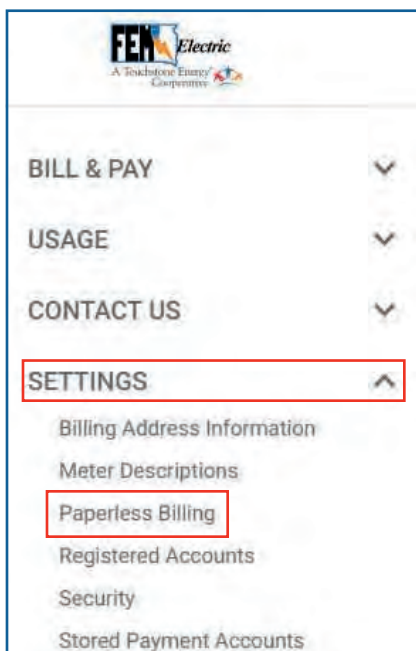 FEM Electric
A Touchstone Energy®
Cooperative
BILL & PAY
USAGE
CONTACT US
SETTINGS
Billing Address Information
Meter Descriptions
Paperless Billing
Registered Accounts
Security
Stored Payment Accounts